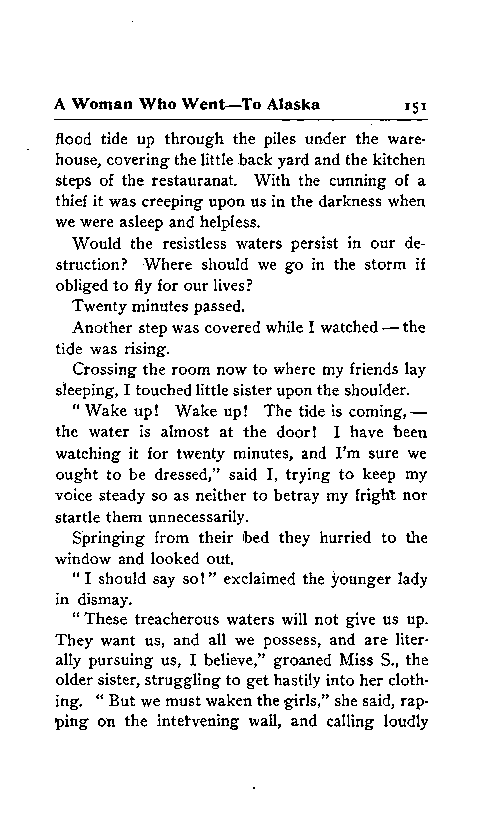 A Woman Who Went—To Alaska 151
flood tide up through the piles under the ware-
house, covering the little back yard and the kitchen
steps of the restauranat. With the cunning of a
thief it was creeping upon us in the darkness when
we were asleep and helpless.
Would the resistless waters persist in our de-
struction? Where should we go in the storm if
obliged to fly for our lives?
Twenty minutes passed.
Another step was covered while I watched — the
tide was rising.
Crossing the room now to where my friends lay
sleeping, I touched little sister upon the shoulder.
" Wake up! Wake up! The tide is coming, —
the water is almost at the door! I have been
watching it for twenty minutes, and I'm sure we
ought to be dressed," said I, trying to keep my
voice steady so as neither to betray my fright nor
startle them unnecessarily.
Springing from their bed they hurried to the
window and looked out.
" I should say so!" exclaimed the younger lady
in dismay.
" These treacherous waters will not give us up.
They want us, and all we possess, and are liter-
ally pursuing us, I believe," groaned Miss S., the
older sister, struggling to get hastily into her cloth-
ing. " But we must waken the girls," she said, rap-
ping on the intervening wall, and calling loudly